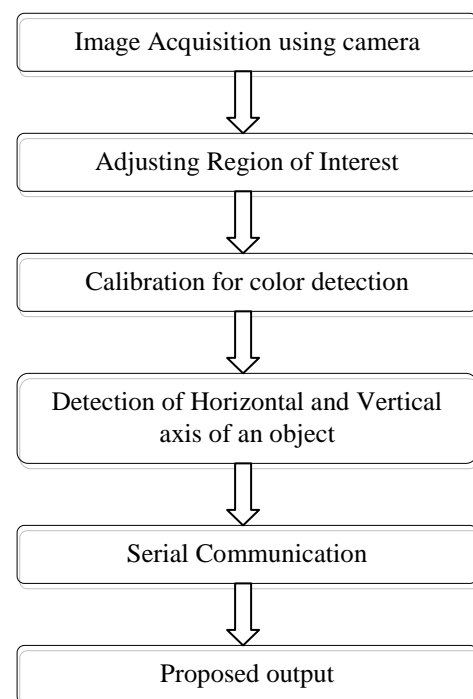 Image Acquisition using camera
Adjusting Region of Interest
Calibration for color detection
Detection of Horizontal and Vertical
axis of an object
Serial Communication
Proposed output